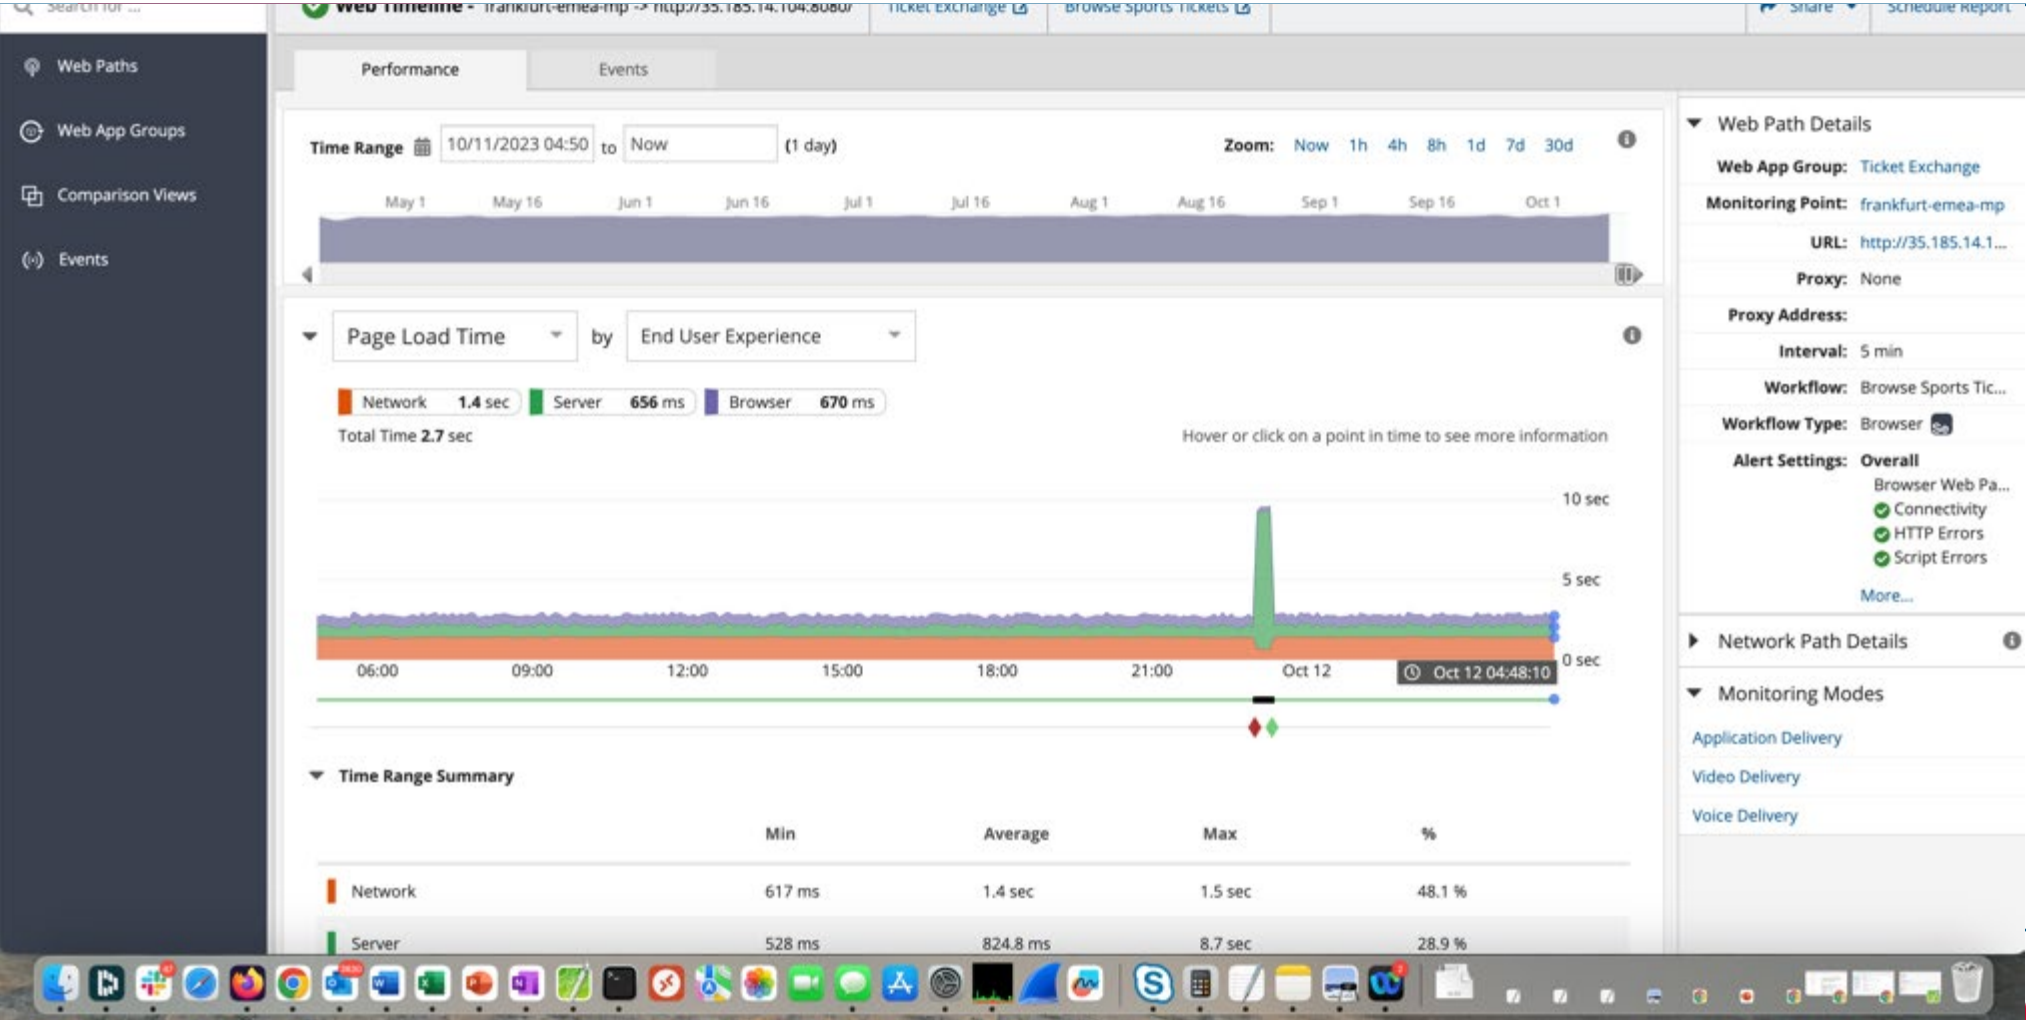 Search for ...
Web Timeline - frankfurt-emea-mp -> http://35.185.14.104:8080/
Ticket Exchange
Browse Sports Tickets
Share
Schedule Report
Web Paths
Web App Groups
Comparison Views
Events
Performance
Events
Time Range 10/11/2023 04:50 to Now (1 day)
Zoom: Now 1h 4h 8h 1d 7d 30d
May 1 May 16 Jun 1 Jun 16 Jul 1 Jul 16 Aug 1 Aug 16 Sep 1 Sep 16 Oct 1
Page Load Time by End User Experience
Network 1.4 sec Server 656 ms Browser 670 ms
Total Time 2.7 sec
Hover or click on a point in time to see more information
10 sec
5 sec
0 sec
06:00 09:00 12:00 15:00 18:00 21:00 Oct 12 Oct 12 04:48:10
Time Range Summary
Min Average Max %
Network 617 ms 1.4 sec 1.5 sec 48.1 %
Server 528 ms 824.8 ms 8.7 sec 28.9 %
Web Path Details
Web App Group: Ticket Exchange
Monitoring Point: frankfurt-emea-mp
URL: http://35.185.14.1...
Proxy: None
Proxy Address:
Interval: 5 min
Workflow: Browse Sports Tic...
Workflow Type: Browser
Alert Settings: Overall
Browser Web Pa...
Connectivity
HTTP Errors
Script Errors
More...
Network Path Details
Monitoring Modes
Application Delivery
Video Delivery
Voice Delivery